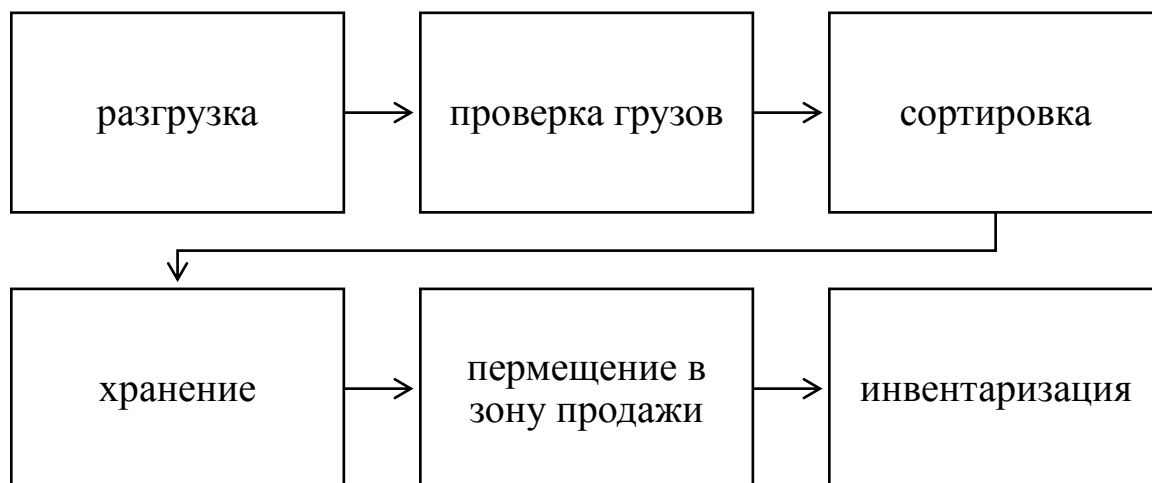 разгрузка
проверка грузов
сортировка
хранение
пермещение в
зону продажи
инвентаризация